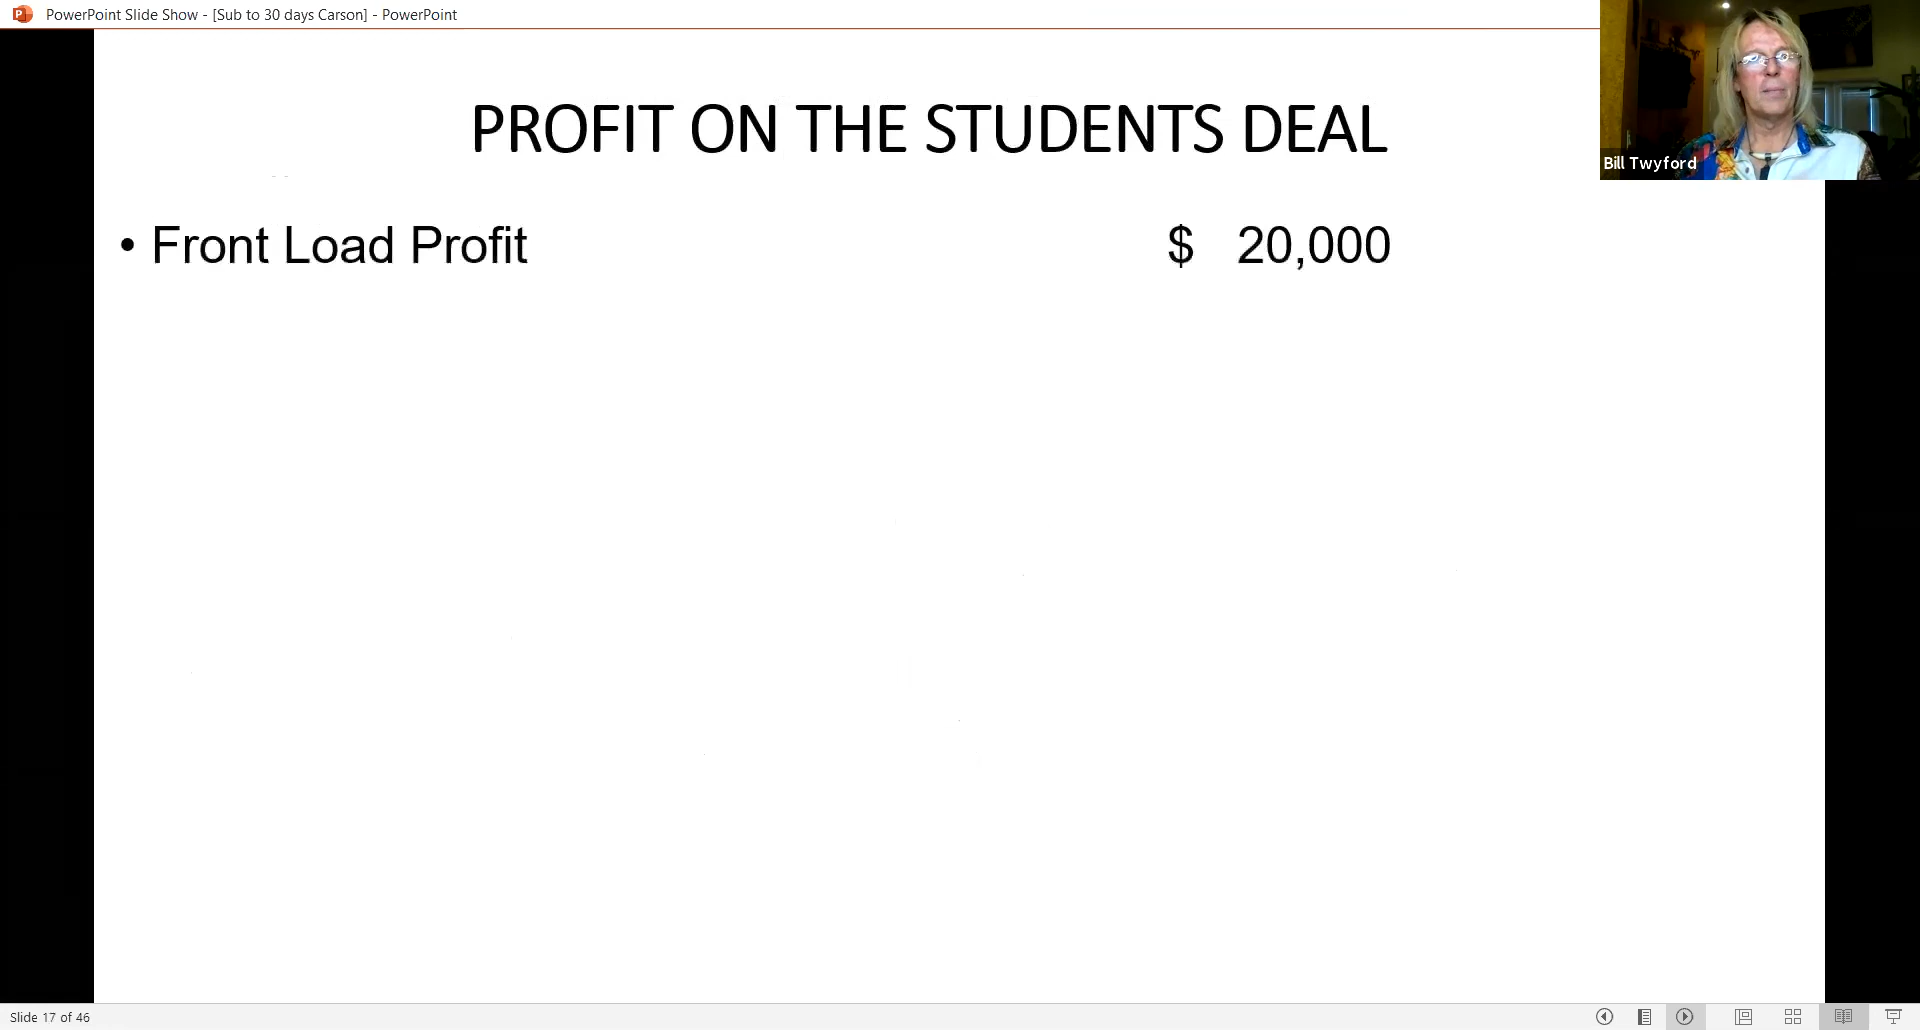 PowerPoint Slide Show - [Sub to 30 days Carson] - PowerPoint
PROFIT ON THE STUDENTS DEAL
Bill Twyford
• Front Load Profit $ 20,000
Slide 17 of 46